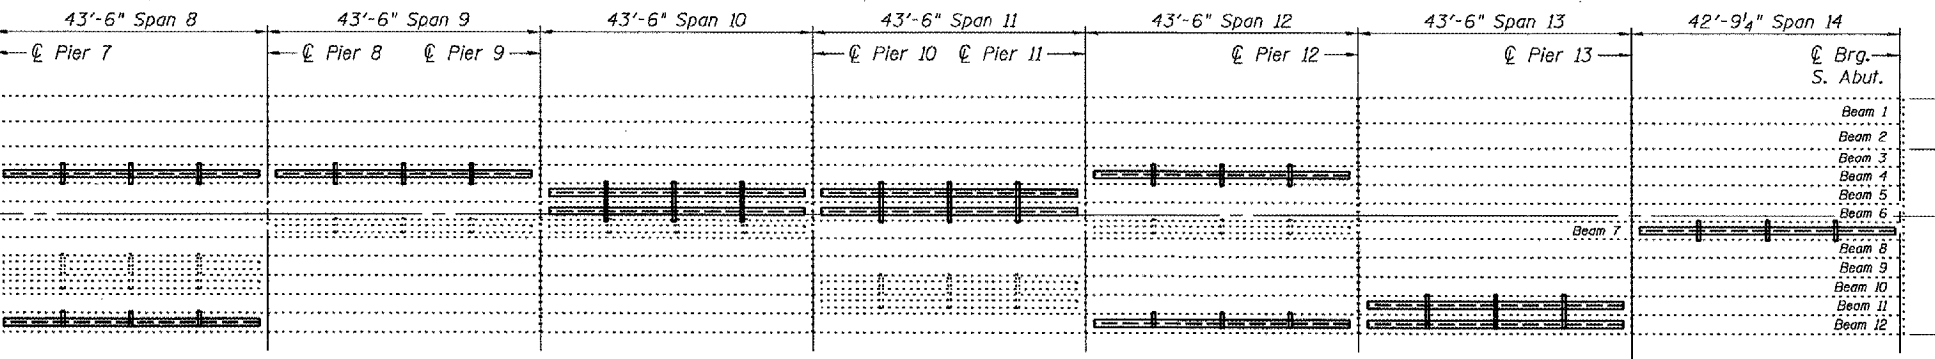 43'-6" Span 8 43'-6" Span 9 43'-6" Span 10 43'-6" Span 11 43'-6" Span 12 43'-6" Span 13 42'-9¼" Span 14
℄ Pier 7 ℄ Pier 8 ℄ Pier 9 ℄ Pier 10 ℄ Pier 11 ℄ Pier 12 ℄ Pier 13 ℄ Brg.
S. Abut.
Beam 1
Beam 2
Beam 3
Beam 4
Beam 5
Beam 6
Beam 7
Beam 8
Beam 9
Beam 10
Beam 11
Beam 12